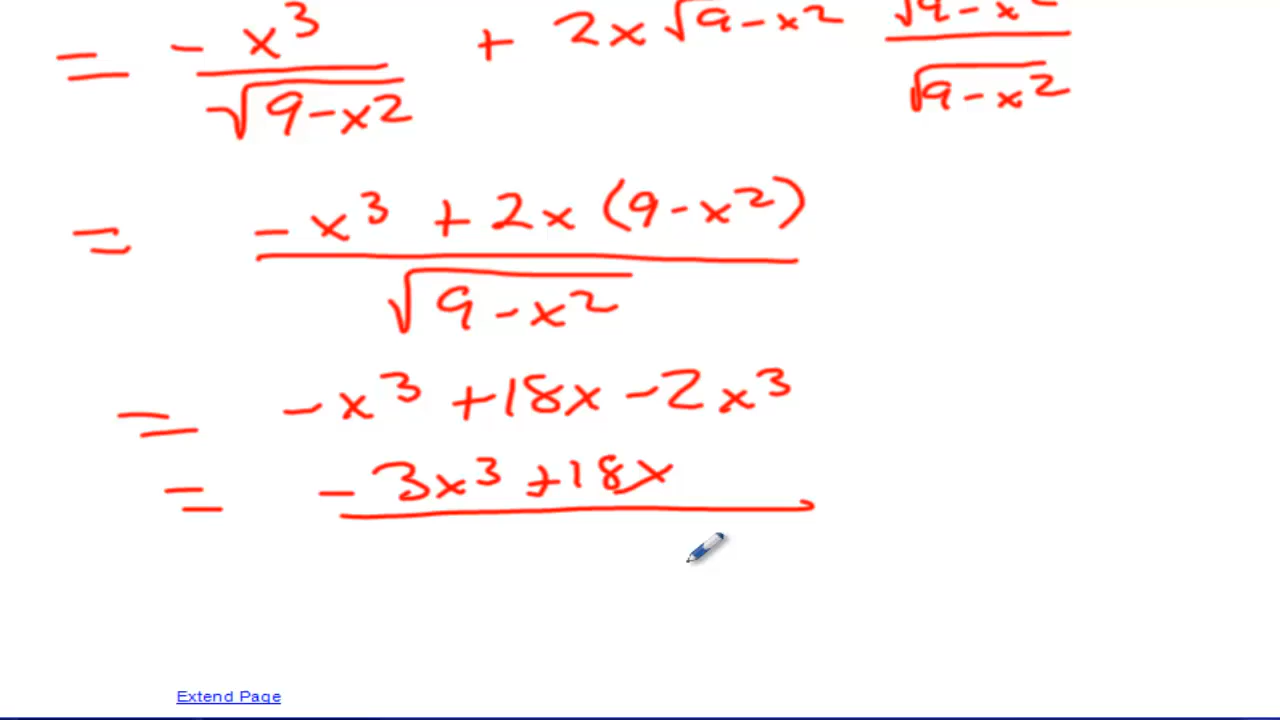 = - x³ / √(9-x²) + 2x √(9-x²) √(9-x²) / √(9-x²)
= - x³ + 2x (9-x²) / √(9-x²)
= - x³ + 18x - 2x³
= - 3x³ + 18x
Extend Page